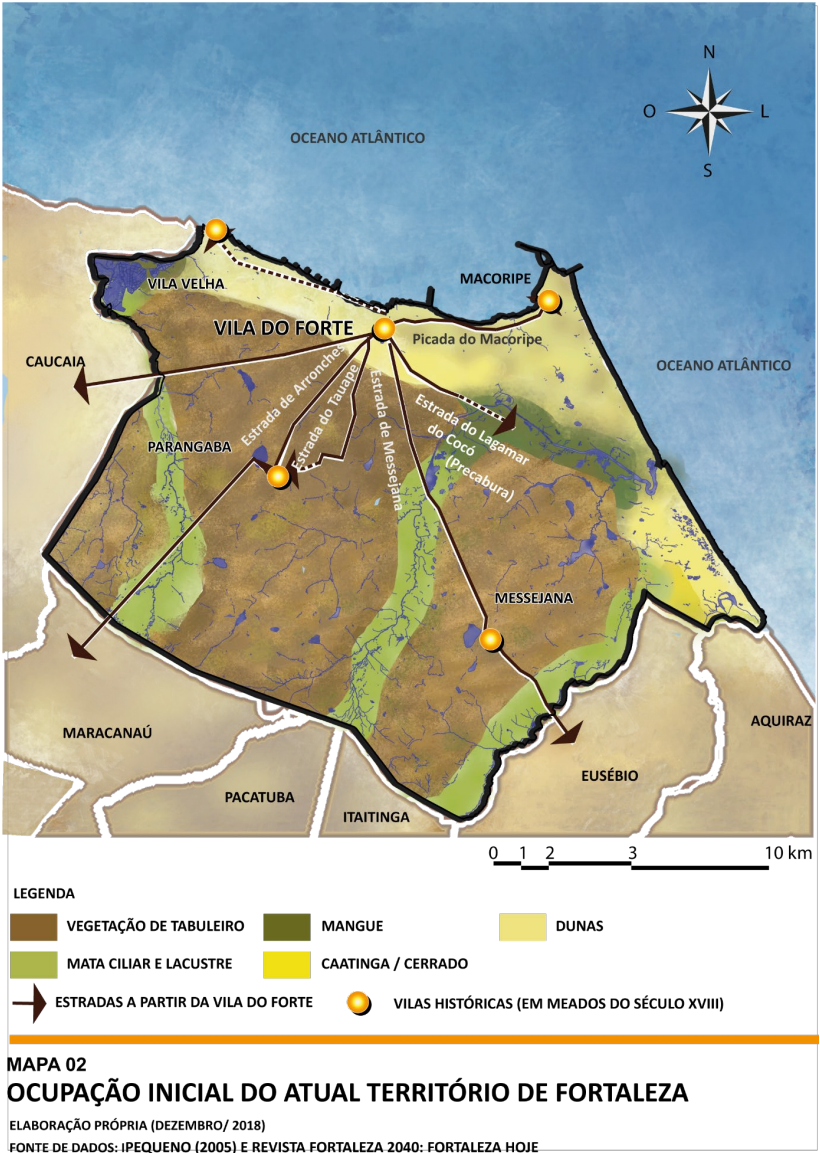 N
O L
S
OCEANO ATLÂNTICO
MACORIPE
VILA VELHA
VILA DO FORTE
Picada do Macoripe
OCEANO ATLÂNTICO
CAUCAIA
Estrada de Arronches
Estrada do Tauape
Estrada de Messejana
Estrada do Lagamar
do Cocó
(Precabura)
PARANGABA
MESSEJANA
MARACANAÚ
AQUIRAZ
EUSÉBIO
PACATUBA
ITAITINGA
0 1 2 3 10 km
LEGENDA
VEGETAÇÃO DE TABULEIRO
MANGUE
DUNAS
MATA CILIAR E LACUSTRE
CAATINGA / CERRADO
ESTRADAS A PARTIR DA VILA DO FORTE
VILAS HISTÓRICAS (EM MEADOS DO SÉCULO XVIII)
MAPA 02
OCUPAÇÃO INICIAL DO ATUAL TERRITÓRIO DE FORTALEZA
ELABORAÇÃO PRÓPRIA (DEZEMBRO/ 2018)
FONTE DE DADOS: IPEQUENO (2005) E REVISTA FORTALEZA 2040: FORTALEZA HOJE